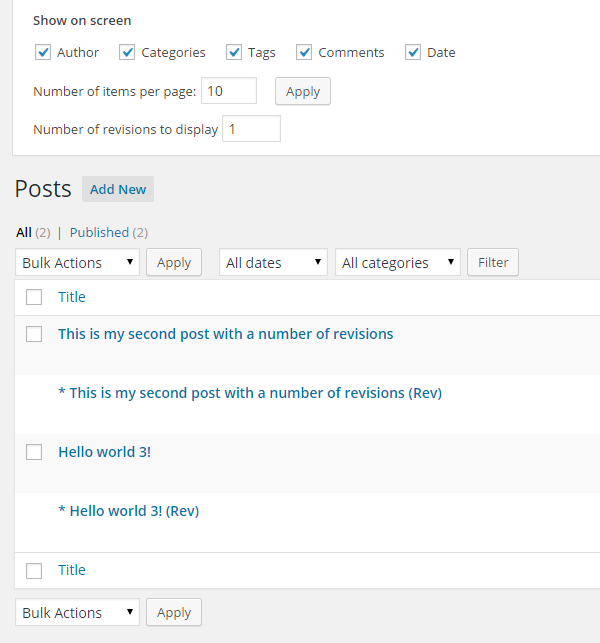 Show on screen
Author Categories Tags Comments Date
Number of items per page: 10 Apply
Number of revisions to display 1
Posts Add New
All (2) | Published (2)
Bulk Actions Apply All dates All categories Filter
Title
This is my second post with a number of revisions
* This is my second post with a number of revisions (Rev)
Hello world 3!
* Hello world 3! (Rev)
Title
Bulk Actions Apply